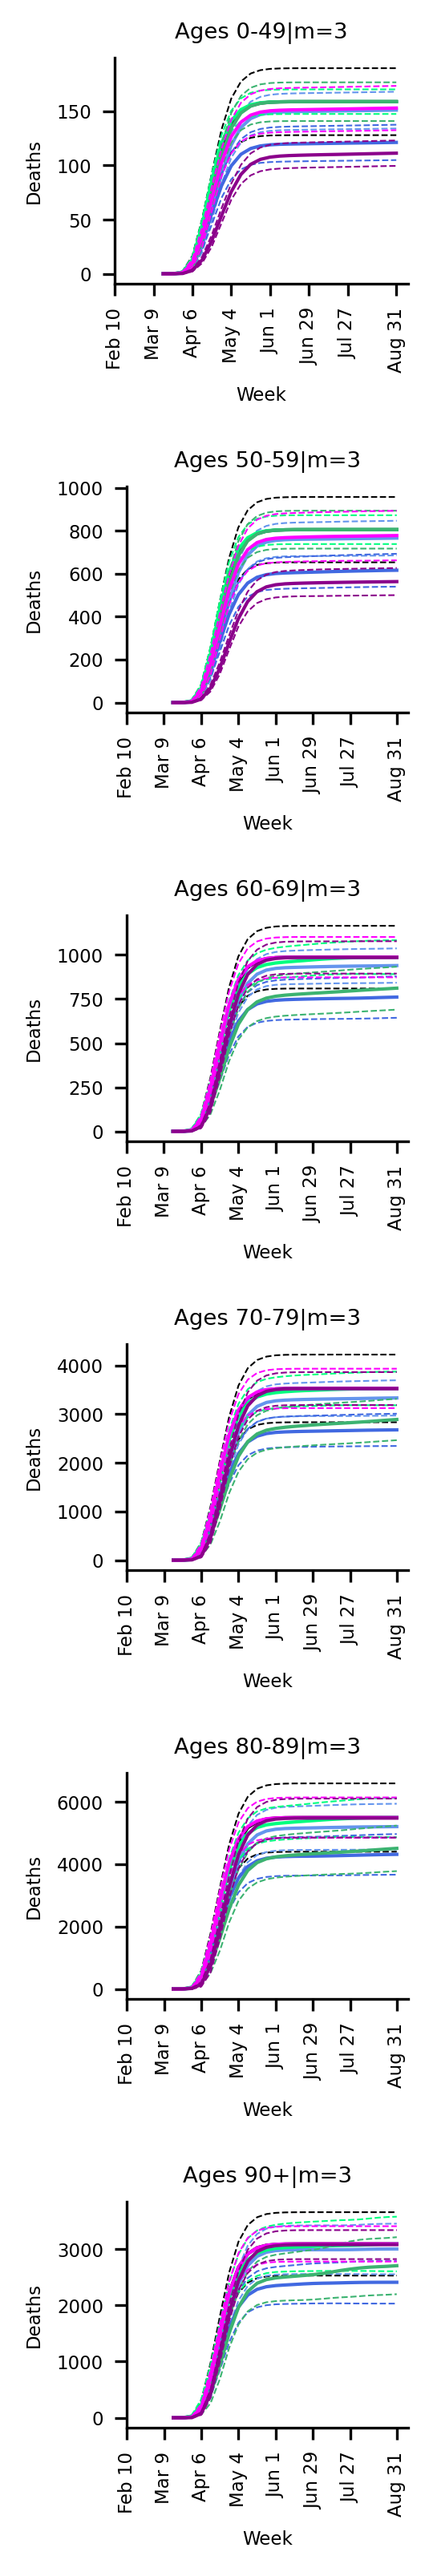 Ages 0-49|m=3
150
100
50
0
Deaths
Feb 10
Mar 9
Apr 6
May 4
Jun 1
Jun 29
Jul 27
Aug 31
Week
Ages 50-59|m=3
1000
800
600
400
200
0
Deaths
Feb 10
Mar 9
Apr 6
May 4
Jun 1
Jun 29
Jul 27
Aug 31
Week
Ages 60-69|m=3
1000
750
500
250
0
Deaths
Feb 10
Mar 9
Apr 6
May 4
Jun 1
Jun 29
Jul 27
Aug 31
Week
Ages 70-79|m=3
4000
3000
2000
1000
0
Deaths
Feb 10
Mar 9
Apr 6
May 4
Jun 1
Jun 29
Jul 27
Aug 31
Week
Ages 80-89|m=3
6000
4000
2000
0
Deaths
Feb 10
Mar 9
Apr 6
May 4
Jun 1
Jun 29
Jul 27
Aug 31
Week
Ages 90+|m=3
3000
2000
1000
0
Deaths
Feb 10
Mar 9
Apr 6
May 4
Jun 1
Jun 29
Jul 27
Aug 31
Week